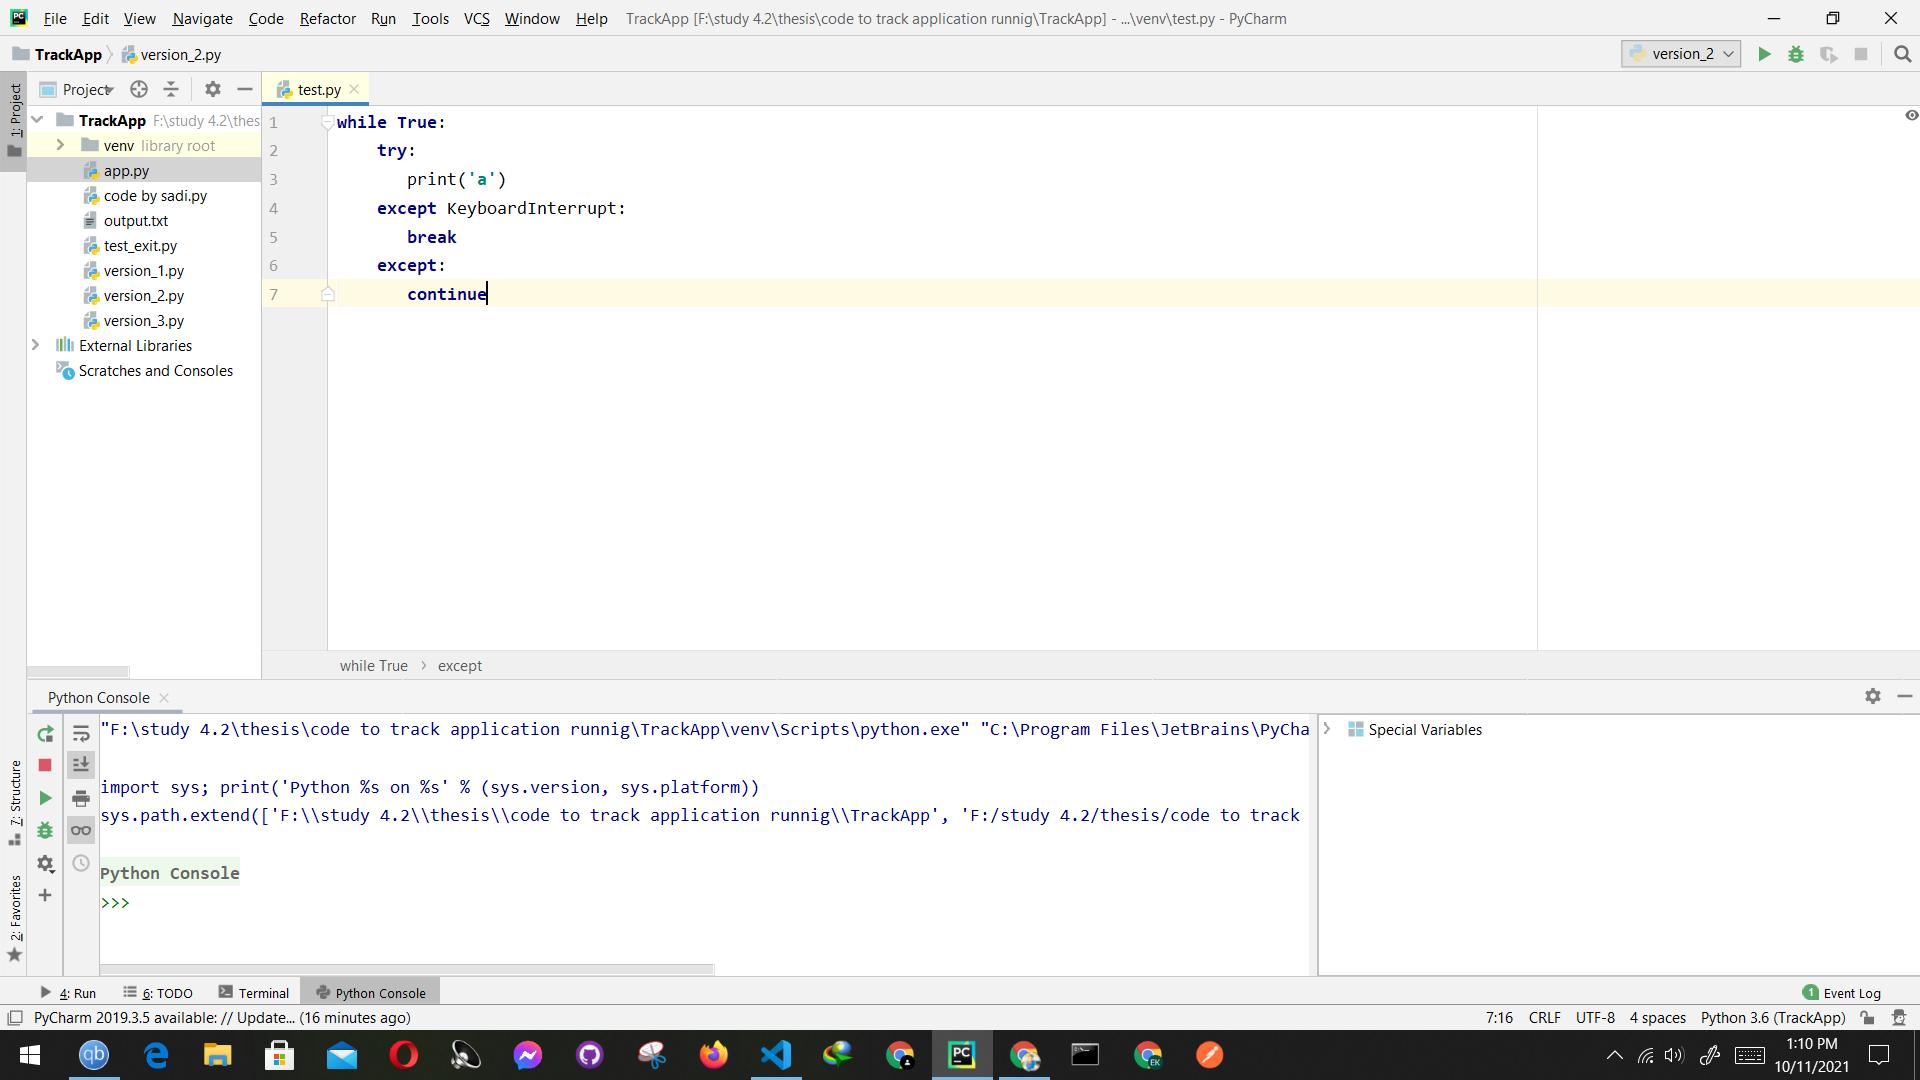 File Edit View Navigate Code Refactor Run Tools VCS Window Help TrackApp [F:\study 4.2\thesis\code to track application runnig\TrackApp] - ...\venv\test.py - PyCharm
TrackApp version_2.py version_2
1: Project
Project
test.py
TrackApp F:\study 4.2\thes
venv library root
app.py
code by sadi.py
output.txt
test_exit.py
version_1.py
version_2.py
version_3.py
External Libraries
Scratches and Consoles
1 while True:
2     try:
3        print('a')
4     except KeyboardInterrupt:
5        break
6     except:
7        continue
while True > except
Python Console
"F:\study 4.2\thesis\code to track application runnig\TrackApp\venv\Scripts\python.exe" "C:\Program Files\JetBrains\PyCha
import sys; print('Python %s on %s' % (sys.version, sys.platform))
sys.path.extend(['F:\\study 4.2\\thesis\\code to track application runnig\\TrackApp', 'F:/study 4.2/thesis/code to track
Python Console
>>>
Special Variables
7: Structure
2: Favorites
4: Run 6: TODO Terminal Python Console 1 Event Log
PyCharm 2019.3.5 available: // Update... (16 minutes ago) 7:16 CRLF UTF-8 4 spaces Python 3.6 (TrackApp)
qb PC EK
1:10 PM
10/11/2021